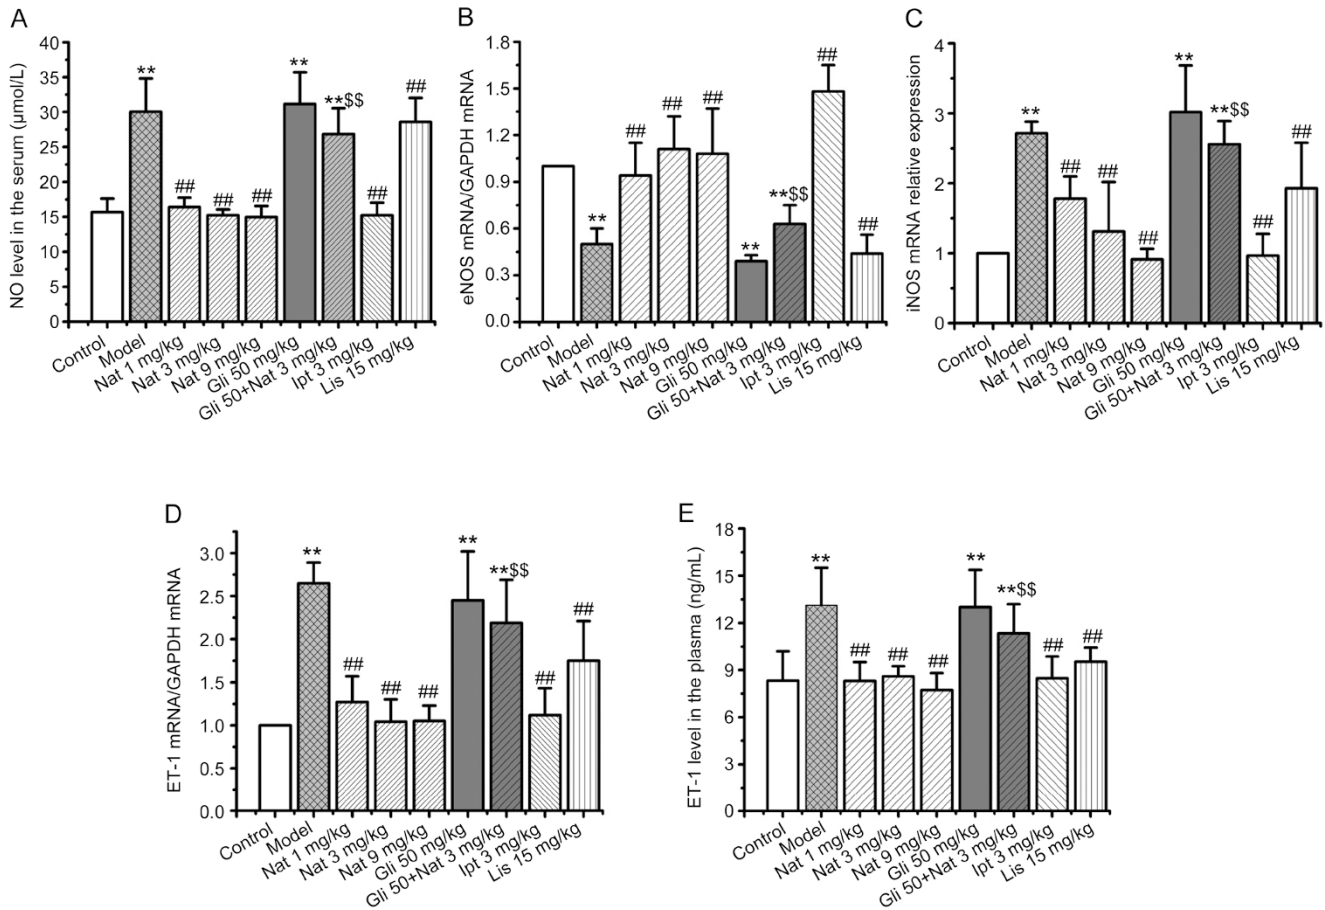 A
NO level in the serum (μmol/L)
40
35
30
25
20
15
10
5
0
**
##
##
##
**
**$$
##
##
Control
Model
Nat 1 mg/kg
Nat 3 mg/kg
Nat 9 mg/kg
Gli 50 mg/kg
Gli 50+Nat 3 mg/kg
Ipt 3 mg/kg
Lis 15 mg/kg
B
eNOS mRNA/GAPDH mRNA
1.8
1.5
1.2
0.9
0.6
0.3
0.0
**
##
##
##
**
**$$
##
##
Control
Model
Nat 1 mg/kg
Nat 3 mg/kg
Nat 9 mg/kg
Gli 50 mg/kg
Gli 50+Nat 3 mg/kg
Ipt 3 mg/kg
Lis 15 mg/kg
C
iNOS mRNA relative expression
4
3
2
1
0
**
##
##
##
**
**$$
##
##
Control
Model
Nat 1 mg/kg
Nat 3 mg/kg
Nat 9 mg/kg
Gli 50 mg/kg
Gli 50+Nat 3 mg/kg
Ipt 3 mg/kg
Lis 15 mg/kg
D
ET-1 mRNA/GAPDH mRNA
3.0
2.5
2.0
1.5
1.0
0.5
0.0
**
##
##
##
**
**$$
##
##
Control
Model
Nat 1 mg/kg
Nat 3 mg/kg
Nat 9 mg/kg
Gli 50 mg/kg
Gli 50+Nat 3 mg/kg
Ipt 3 mg/kg
Lis 15 mg/kg
E
ET-1 level in the plasma (ng/mL)
18
15
12
9
6
3
0
**
##
##
##
**
**$$
##
##
Control
Model
Nat 1 mg/kg
Nat 3 mg/kg
Nat 9 mg/kg
Gli 50 mg/kg
Gli 50+Nat 3 mg/kg
Ipt 3 mg/kg
Lis 15 mg/kg